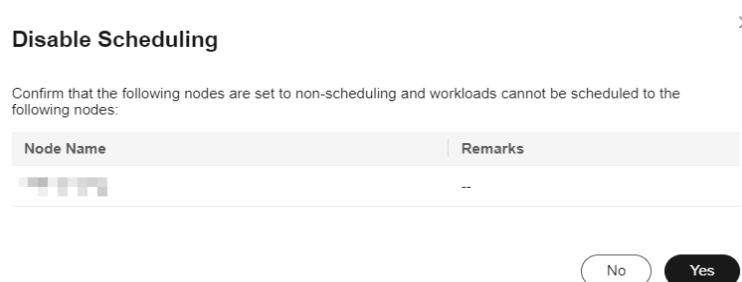 Disable Scheduling
Confirm that the following nodes are set to non-scheduling and workloads cannot be scheduled to the
following nodes:
Node Name Remarks
--
No Yes